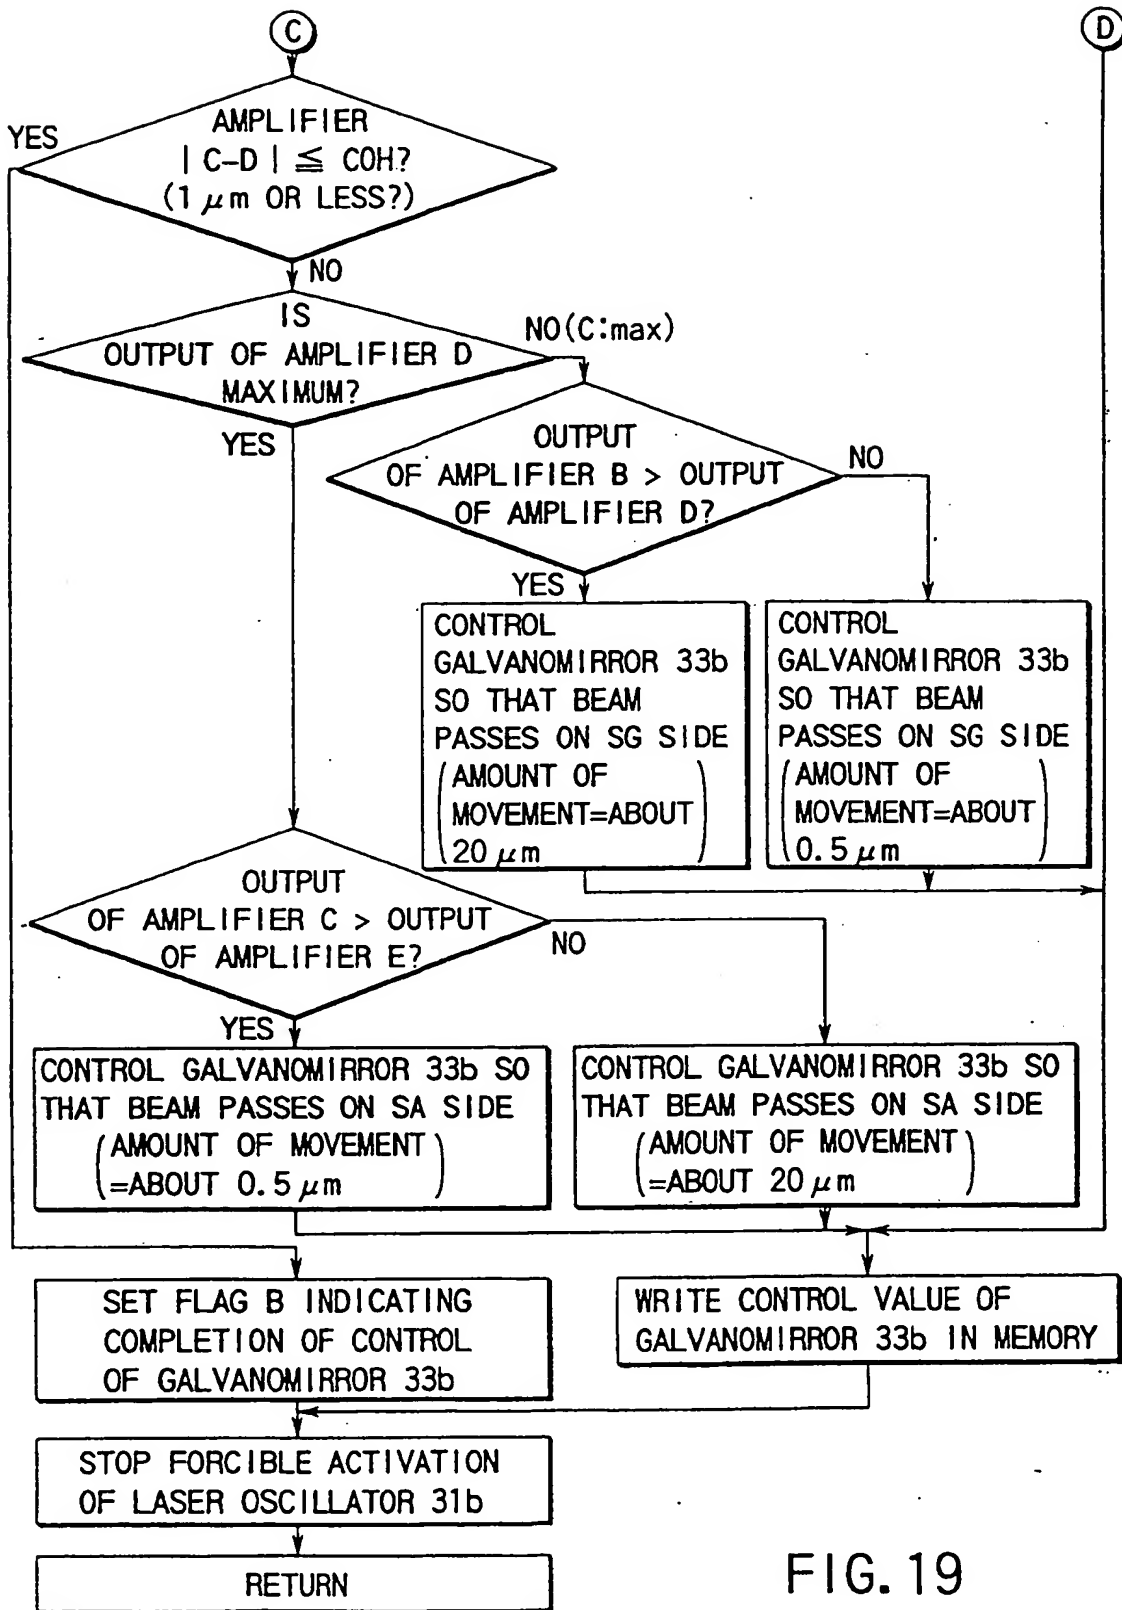 C
D
YES
AMPLIFIER
| C-D | ≦ COH?
(1 μm OR LESS?)
NO
IS
OUTPUT OF AMPLIFIER D
MAXIMUM?
NO(C:max)
YES
OUTPUT
OF AMPLIFIER B > OUTPUT
OF AMPLIFIER D?
NO
YES
CONTROL
GALVANOMIRROR 33b
SO THAT BEAM
PASSES ON SG SIDE
(AMOUNT OF
MOVEMENT=ABOUT
20 μm)
CONTROL
GALVANOMIRROR 33b
SO THAT BEAM
PASSES ON SG SIDE
(AMOUNT OF
MOVEMENT=ABOUT
0.5 μm)
OUTPUT
OF AMPLIFIER C > OUTPUT
OF AMPLIFIER E?
NO
YES
CONTROL GALVANOMIRROR 33b SO
THAT BEAM PASSES ON SA SIDE
(AMOUNT OF MOVEMENT
=ABOUT 0.5 μm)
CONTROL GALVANOMIRROR 33b SO
THAT BEAM PASSES ON SA SIDE
(AMOUNT OF MOVEMENT
=ABOUT 20 μm)
SET FLAG B INDICATING
COMPLETION OF CONTROL
OF GALVANOMIRROR 33b
WRITE CONTROL VALUE OF
GALVANOMIRROR 33b IN MEMORY
STOP FORCIBLE ACTIVATION
OF LASER OSCILLATOR 31b
RETURN
FIG. 19